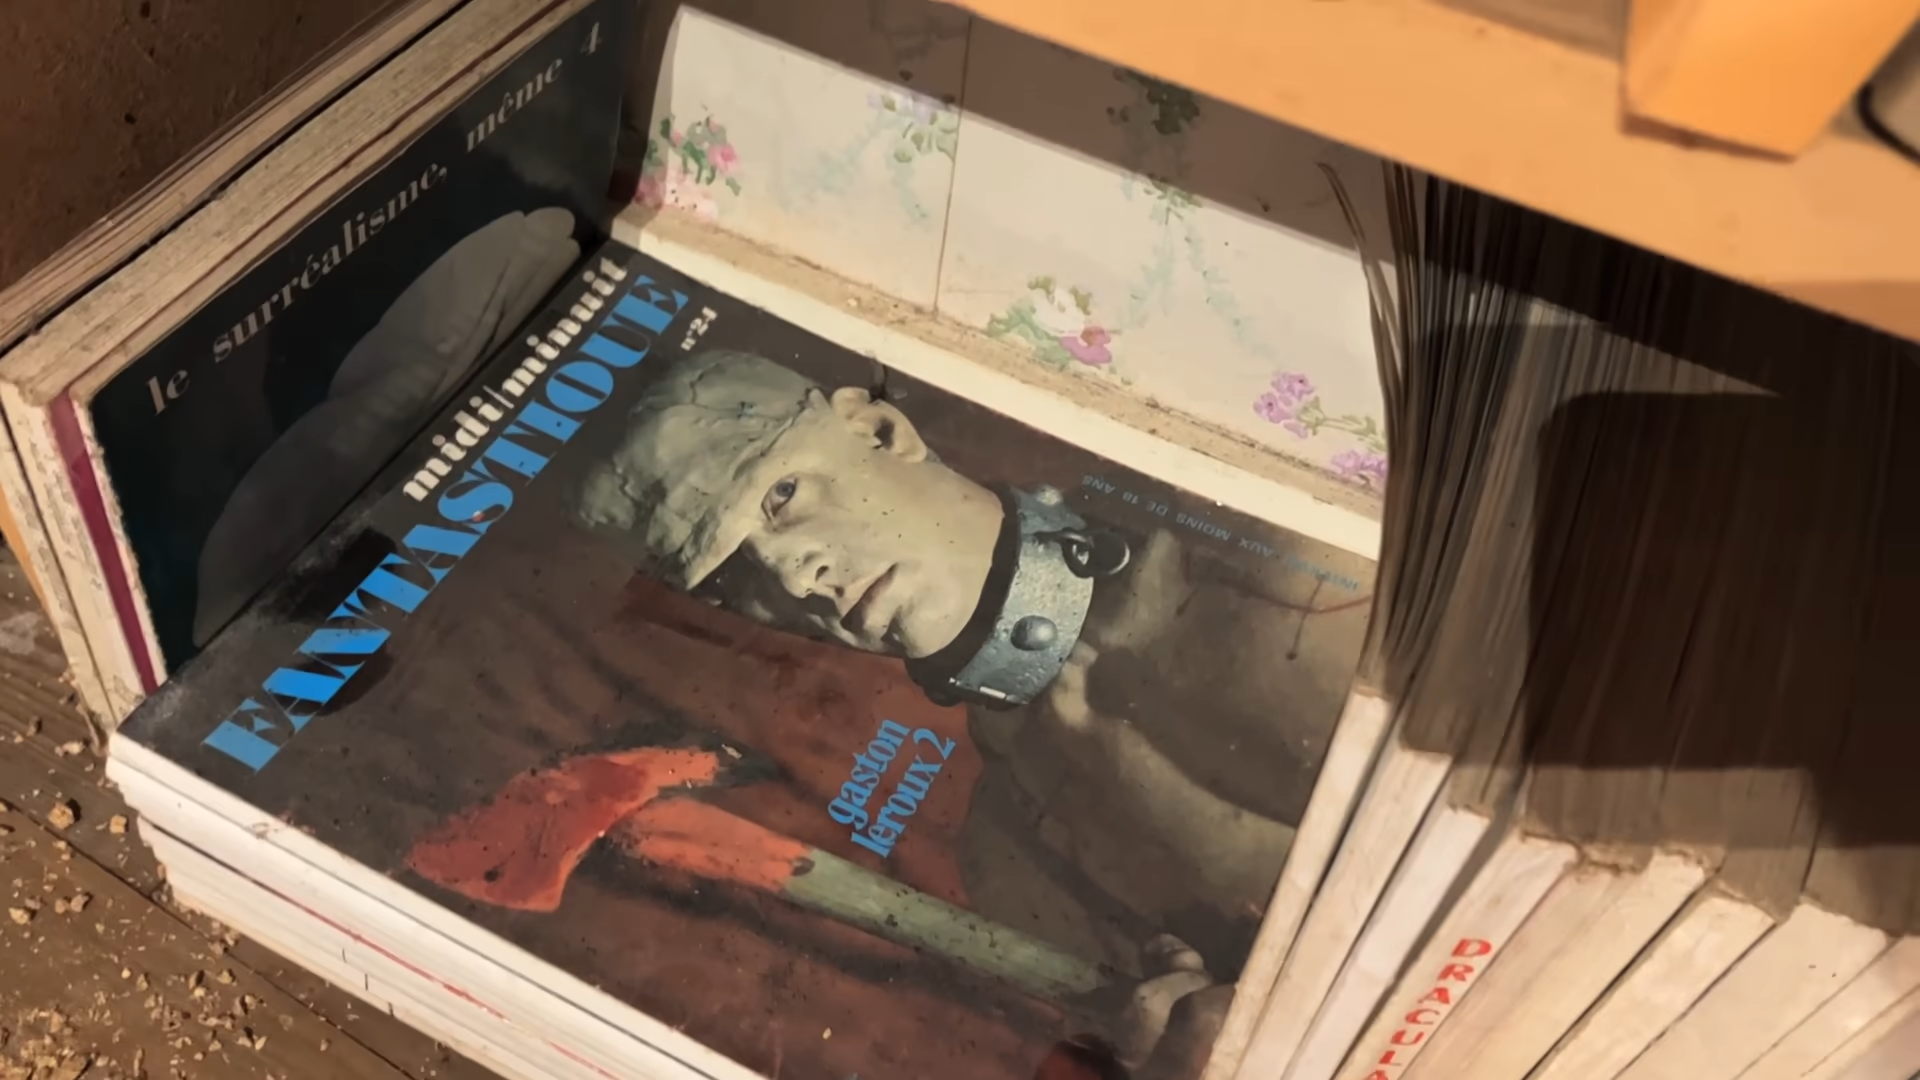 le surréalisme, même 4
midi/minuit
FANTASTIQUE
n°24
gaston
leroux 2
AUX MOINS DE 18 ANS
DRACULA